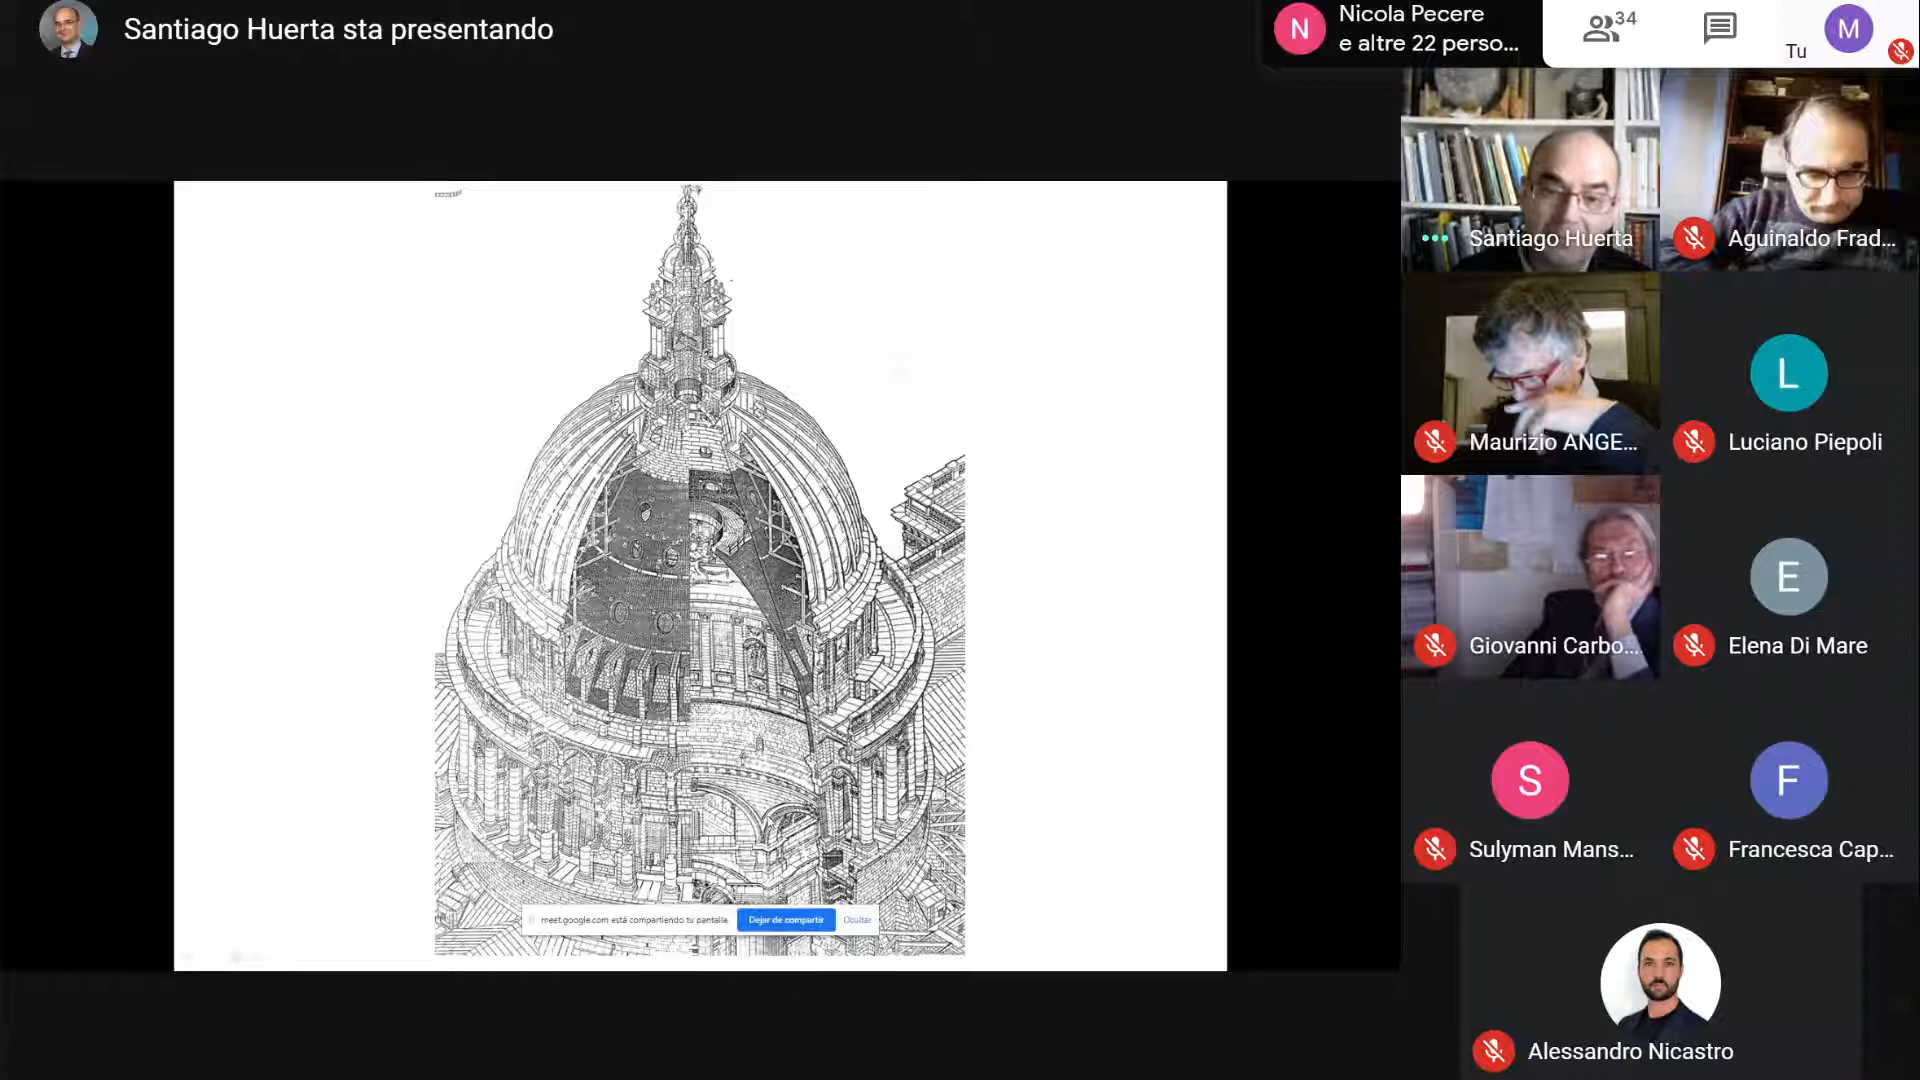 Santiago Huerta sta presentando
N
Nicola Pecere
e altre 22 perso...
34
Tu
M
Santiago Huerta
Aguinaldo Frad...
Maurizio ANGE...
L
Luciano Piepoli
Giovanni Carbo...
E
Elena Di Mare
S
Sulyman Mans...
F
Francesca Cap...
Alessandro Nicastro
meet.google.com está compartiendo tu pantalla.
Dejar de compartir
Ocultar